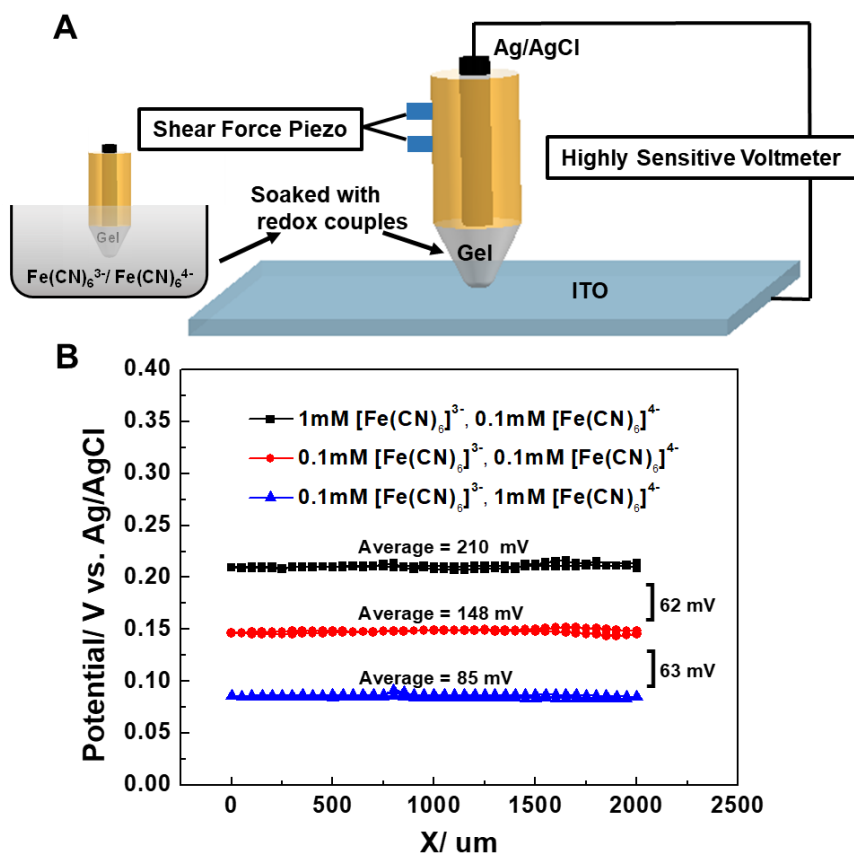 A
Ag/AgCl
Shear Force Piezo
Highly Sensitive Voltmeter
Soaked with
redox couples
Gel
Gel
Fe(CN)₆³⁻/ Fe(CN)₆⁴⁻
ITO
B
0.40
0.35
0.30
0.25
0.20
0.15
0.10
0.05
0.00
Potential/ V vs. Ag/AgCl
1mM [Fe(CN)₆]³⁻, 0.1mM [Fe(CN)₆]⁴⁻
0.1mM [Fe(CN)₆]³⁻, 0.1mM [Fe(CN)₆]⁴⁻
0.1mM [Fe(CN)₆]³⁻, 1mM [Fe(CN)₆]⁴⁻
Average = 210 mV
62 mV
Average = 148 mV
63 mV
Average = 85 mV
0 500 1000 1500 2000 2500
X/ um